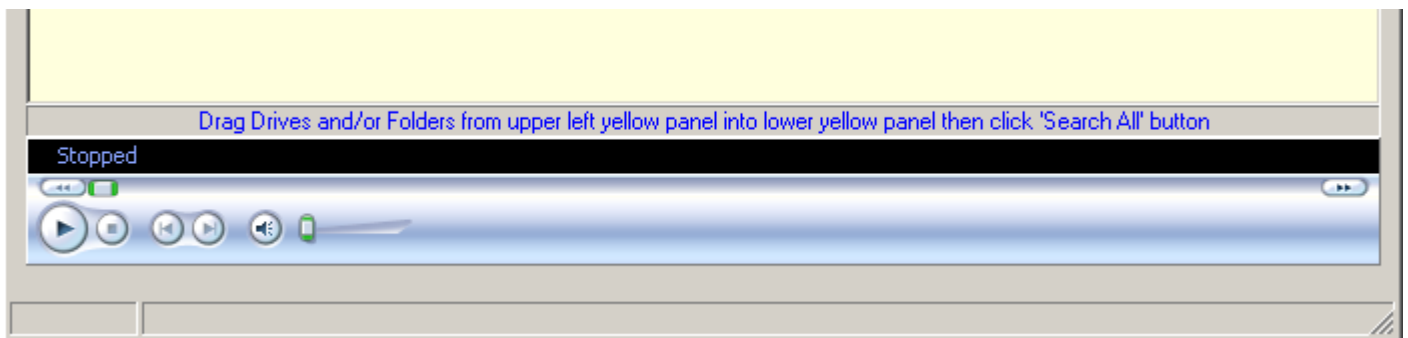 Drag Drives and/or Folders from upper left yellow panel into lower yellow panel then click 'Search All' button
Stopped